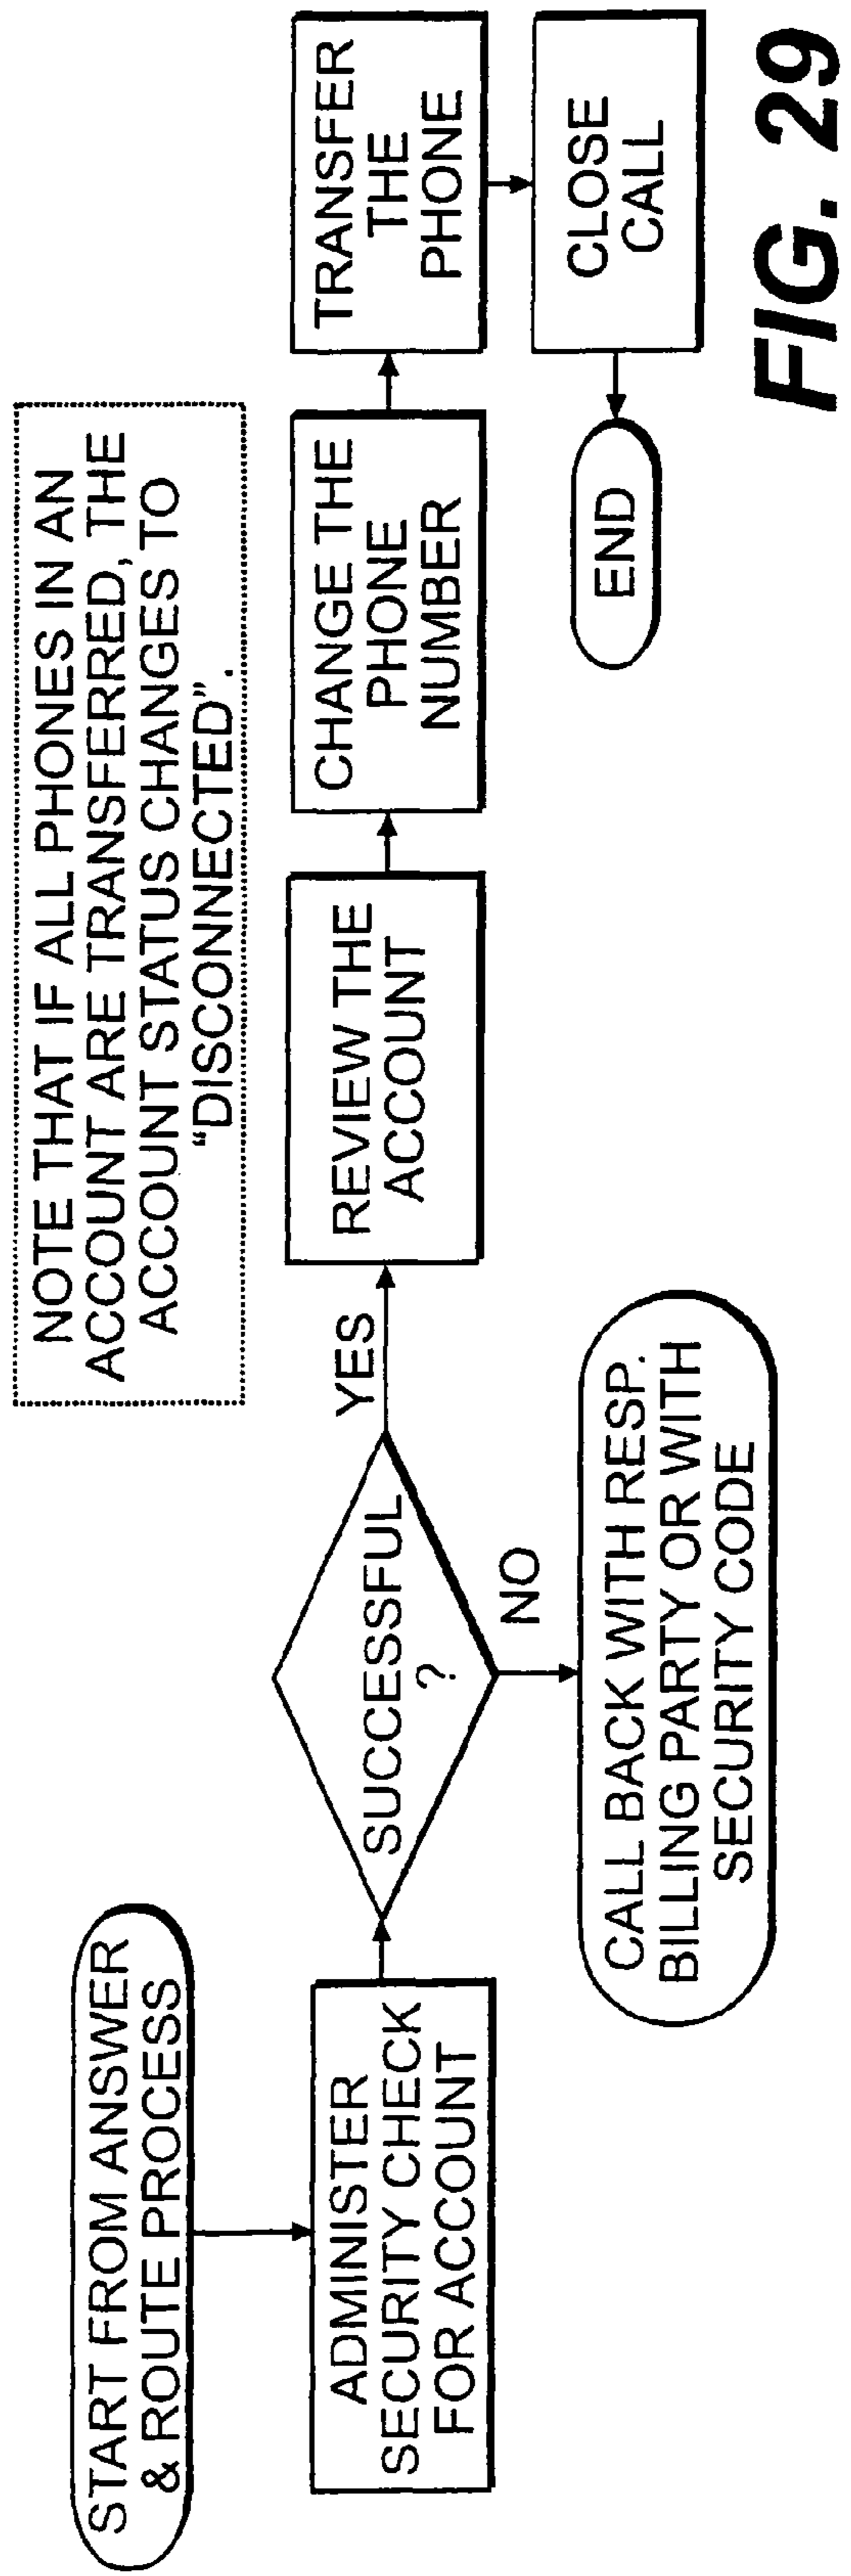 START FROM ANSWER
& ROUTE PROCESS
ADMINISTER
SECURITY CHECK
FOR ACCOUNT
SUCCESSFUL
?
YES
NO
CALL BACK WITH RESP.
BILLING PARTY OR WITH
SECURITY CODE
NOTE THAT IF ALL PHONES IN AN
ACCOUNT ARE TRANSFERRED, THE
ACCOUNT STATUS CHANGES TO
"DISCONNECTED".
REVIEW THE
ACCOUNT
CHANGE THE
PHONE
NUMBER
TRANSFER
THE
PHONE
CLOSE
CALL
END
FIG. 29